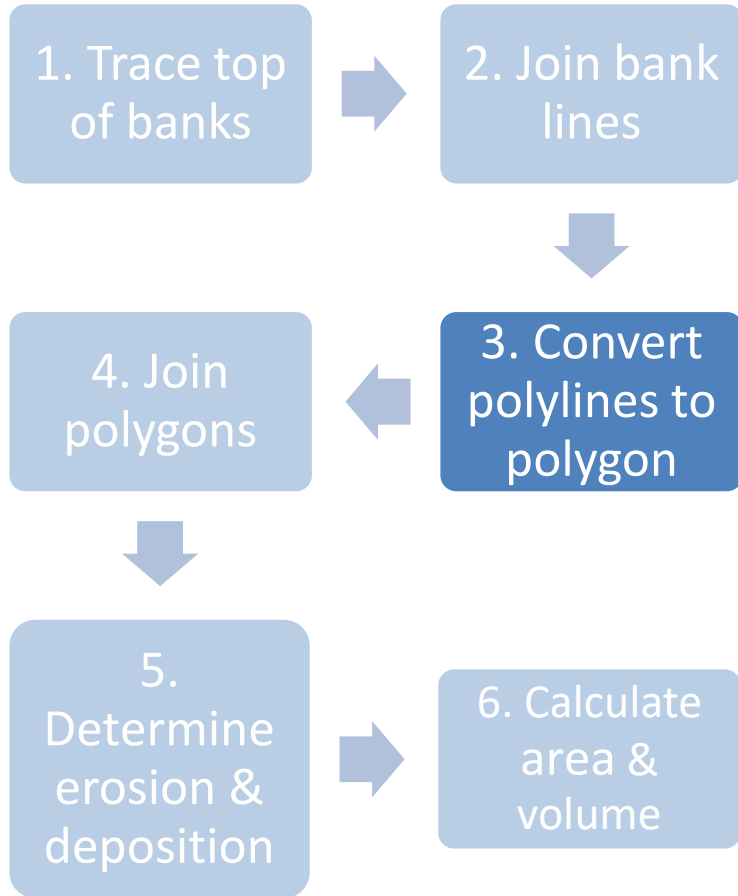 1. Trace top
of banks
2. Join bank
lines
3. Convert
polylines to
polygon
4. Join
polygons
5.
Determine
erosion &
deposition
6. Calculate
area &
volume